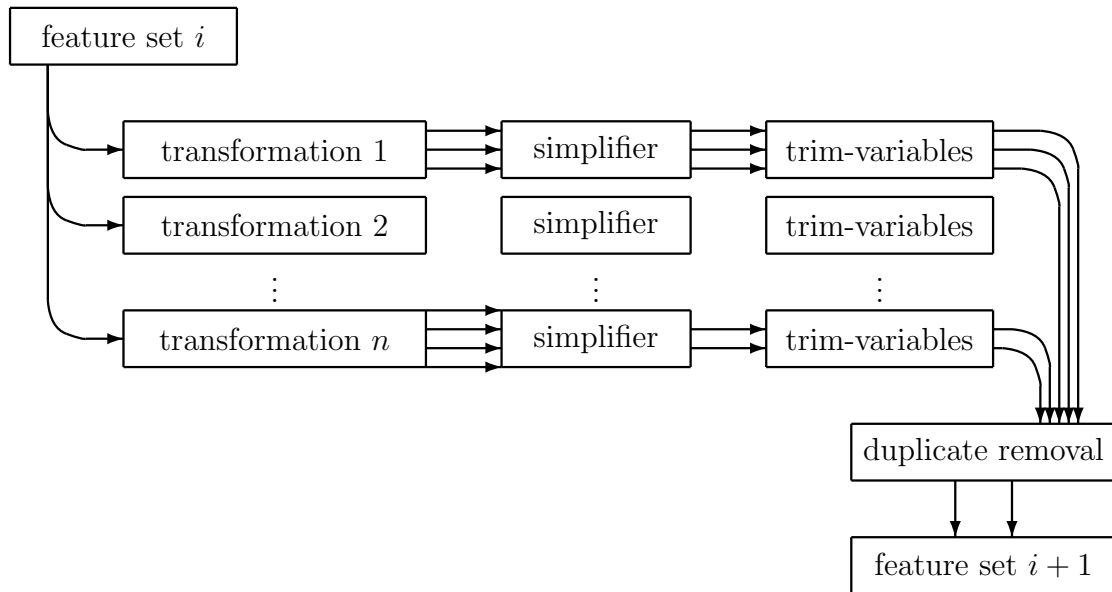 feature set i
transformation 1 simplifier trim-variables
transformation 2 simplifier trim-variables
⋮ ⋮ ⋮
transformation n simplifier trim-variables
duplicate removal
feature set i + 1